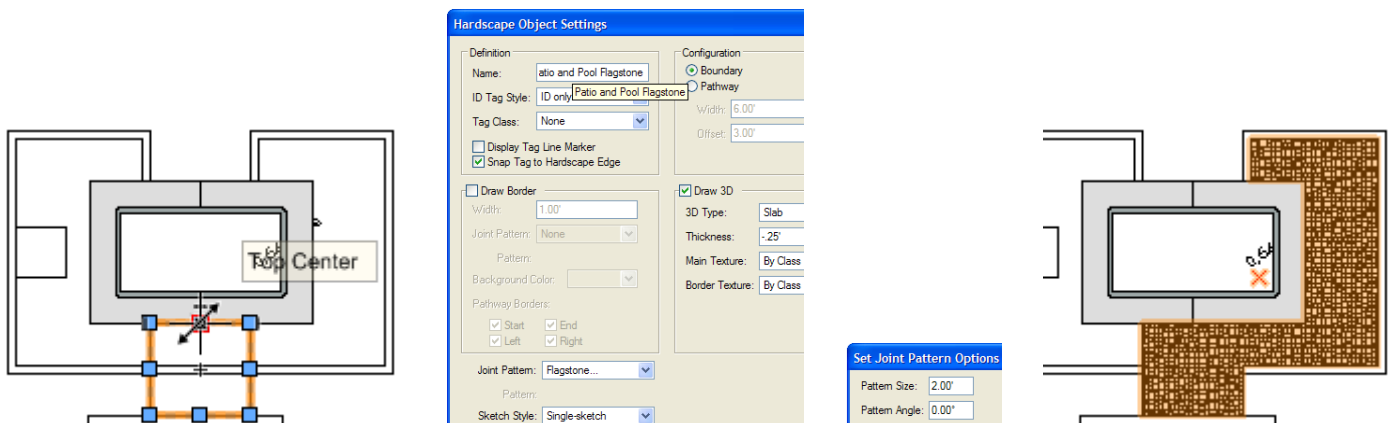 Top Center
Hardscape Object Settings
Definition
Name: atio and Pool Flagstone
Patio and Pool Flagstone
ID Tag Style: ID only
Tag Class: None
Display Tag Line Marker
Snap Tag to Hardscape Edge
Configuration
Boundary
Pathway
Width: 6.00'
Offset: 3.00'
Draw Border
Width: 1.00'
Joint Pattern: None
Pattern:
Background Color:
Pathway Borders:
Start End
Left Right
Joint Pattern: Flagstone...
Pattern:
Sketch Style: Single-sketch
Draw 3D
3D Type: Slab
Thickness: -.25'
Main Texture: By Class
Border Texture: By Class
Set Joint Pattern Options
Pattern Size: 2.00'
Pattern Angle: 0.00°